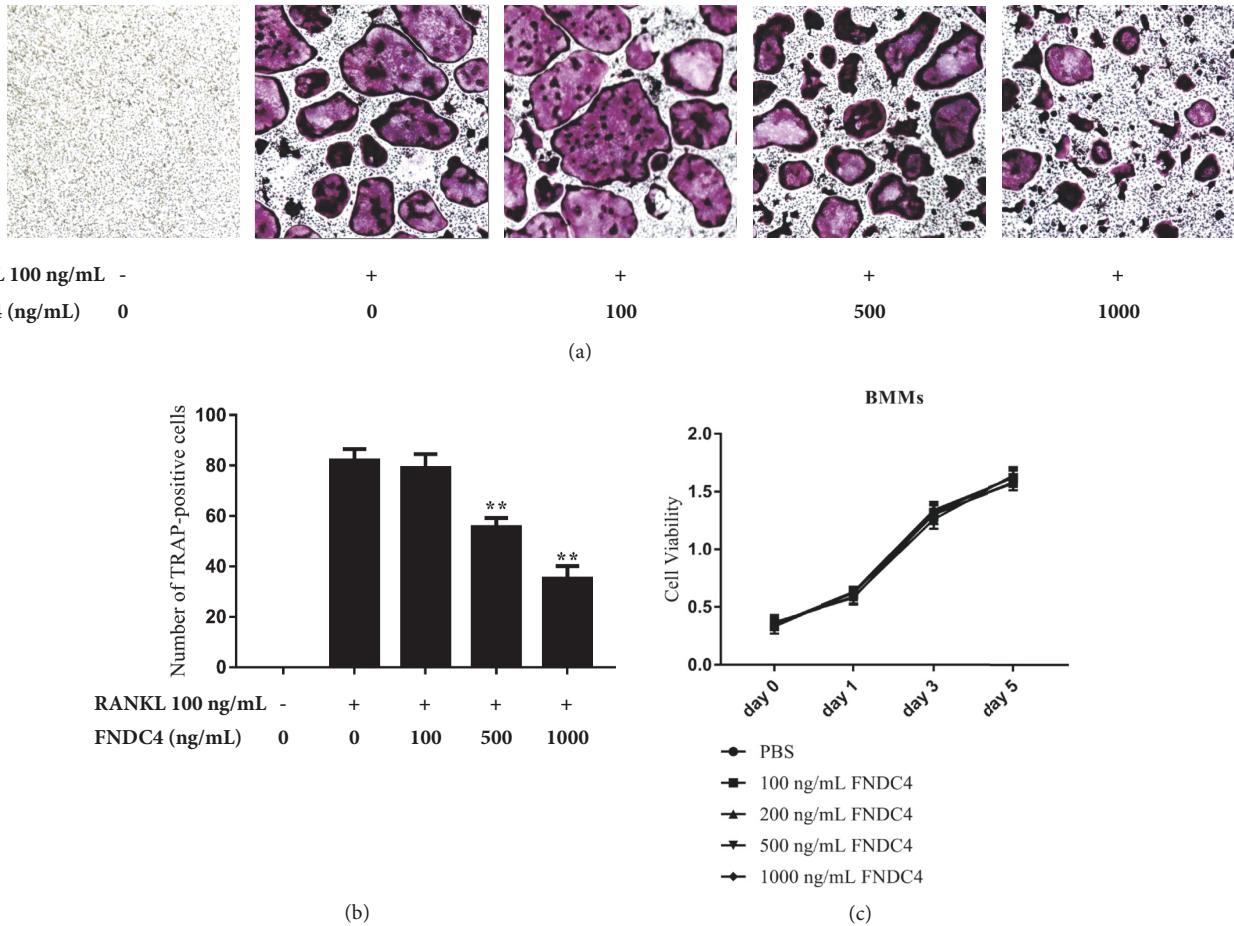 L 100 ng/mL - + + + +
(ng/mL) 0 0 100 500 1000
(a)
100
80
60
40
20
0
Number of TRAP-positive cells
**
**
RANKL 100 ng/mL - + + + +
FNDC4 (ng/mL) 0 0 100 500 1000
(b)
BMMs
2.0
1.5
1.0
0.5
0.0
Cell Viability
day 0 day 1 day 3 day 5
PBS
100 ng/mL FNDC4
200 ng/mL FNDC4
500 ng/mL FNDC4
1000 ng/mL FNDC4
(c)